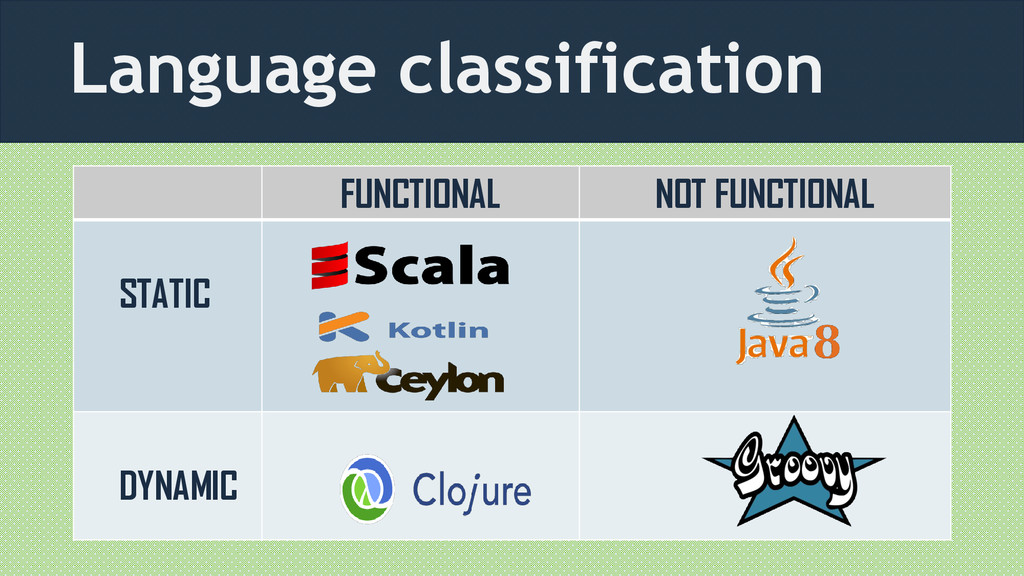 Language classification
FUNCTIONAL NOT FUNCTIONAL
STATIC
Scala
Kotlin
ceylon
Java 8
DYNAMIC
Clojure
Groovy